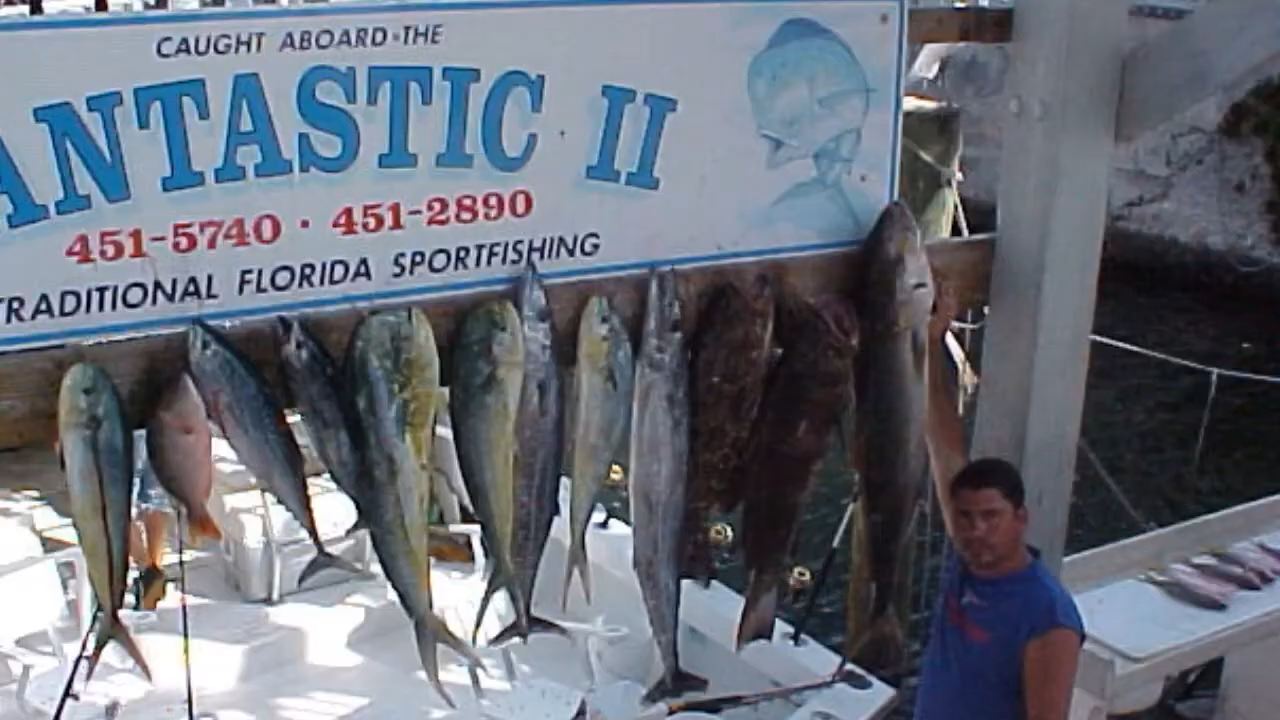 CAUGHT ABOARD THE
ANTASTIC II
451-5740 · 451-2890
TRADITIONAL FLORIDA SPORTFISHING